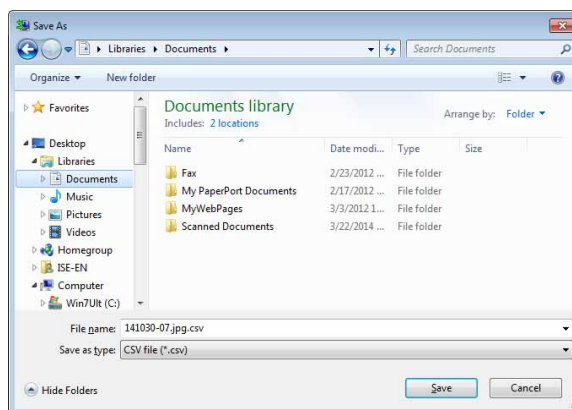 Save As
Libraries Documents
Search Documents
Organize New folder
Favorites
Desktop
Libraries
Documents
Music
Pictures
Videos
Homegroup
ISE-EN
Computer
Win7Ult (C:)
Documents library
Includes: 2 locations
Arrange by: Folder
Name Date modi... Type Size
Fax 2/23/2012 ... File folder
My PaperPort Documents 2/17/2012 ... File folder
MyWebPages 3/3/2012 1... File folder
Scanned Documents 3/22/2014 ... File folder
File name: 141030-07.jpg.csv
Save as type: CSV file (*.csv)
Hide Folders Save Cancel